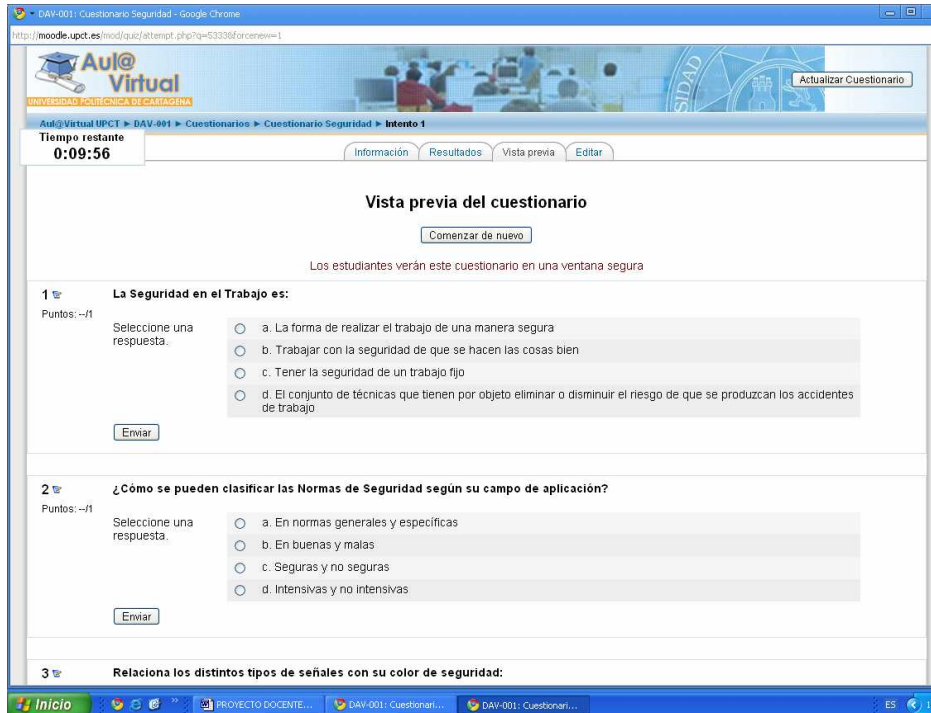 DAV-001: Cuestionario Seguridad - Google Chrome
http://moodle.upct.es/mod/quiz/attempt.php?q=5333&forcenew=1
Aul@
Virtual
UNIVERSIDAD POLITÉCNICA DE CARTAGENA
SIDAD
Actualizar Cuestionario
Aul@Virtual UPCT ► DAV-001 ► Cuestionarios ► Cuestionario Seguridad ► Intento 1
Tiempo restante
0:09:56
Información Resultados Vista previa Editar
Vista previa del cuestionario
Comenzar de nuevo
Los estudiantes verán este cuestionario en una ventana segura
1 La Seguridad en el Trabajo es:
Puntos: --/1
Seleccione una
respuesta.
a. La forma de realizar el trabajo de una manera segura
b. Trabajar con la seguridad de que se hacen las cosas bien
c. Tener la seguridad de un trabajo fijo
d. El conjunto de técnicas que tienen por objeto eliminar o disminuir el riesgo de que se produzcan los accidentes
de trabajo
Enviar
2 ¿Cómo se pueden clasificar las Normas de Seguridad según su campo de aplicación?
Puntos: --/1
Seleccione una
respuesta.
a. En normas generales y específicas
b. En buenas y malas
c. Seguras y no seguras
d. Intensivas y no intensivas
Enviar
3 Relaciona los distintos tipos de señales con su color de seguridad:
Inicio PROYECTO DOCENTE... DAV-001: Cuestionari... DAV-001: Cuestionari... ES 1